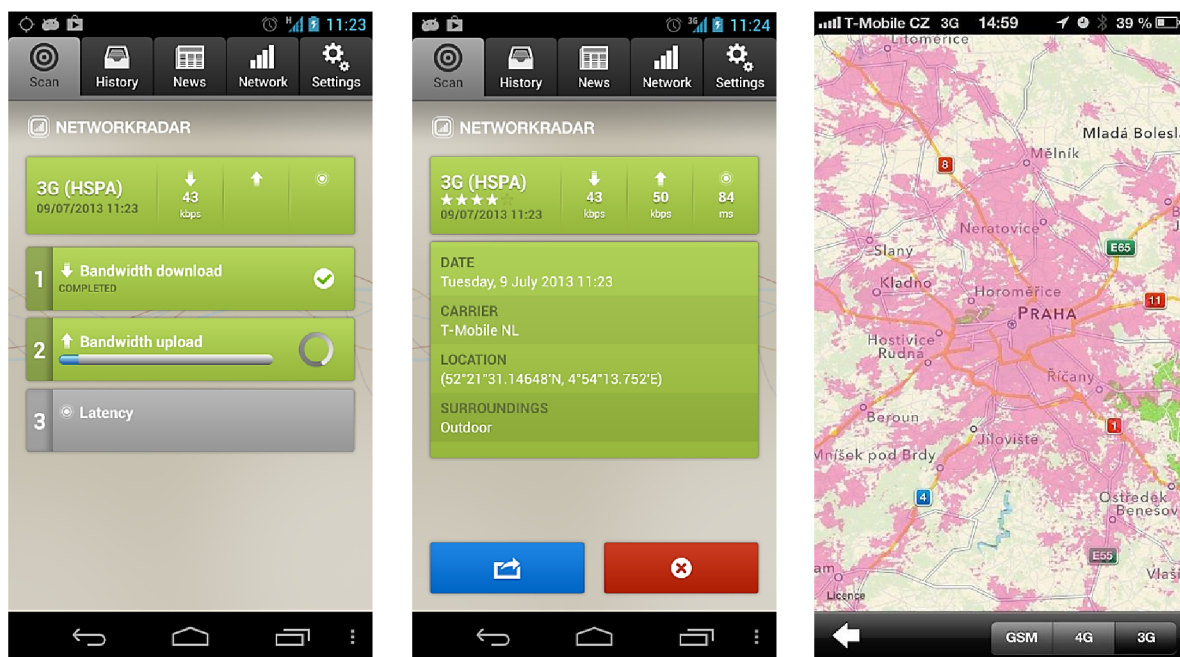 H 11:23
Scan History News Network Settings
NETWORKRADAR
3G (HSPA)
09/07/2013 11:23
43
kbps
1
Bandwidth download
COMPLETED
2
Bandwidth upload
3
Latency
3G 11:24
Scan History News Network Settings
NETWORKRADAR
3G (HSPA)
09/07/2013 11:23
43 50 84
kbps kbps ms
DATE
Tuesday, 9 July 2013 11:23
CARRIER
T-Mobile NL
LOCATION
(52°21"31.14648'N, 4°54"13.752'E)
SURROUNDINGS
Outdoor
T-Mobile CZ 3G 14:59 39 %
Litoměřice
Mladá Bolesl
Mělník
8
Neratovice
Slaný
E65
Kladno
Horoměřice
11
PRAHA
Hostivice
Rudná
Říčany
Beroun
1
Jíloviště
Mníšek pod Brdy
4
Ostředek
Benešov
E55
Vlaši
am
Licence
GSM 4G 3G